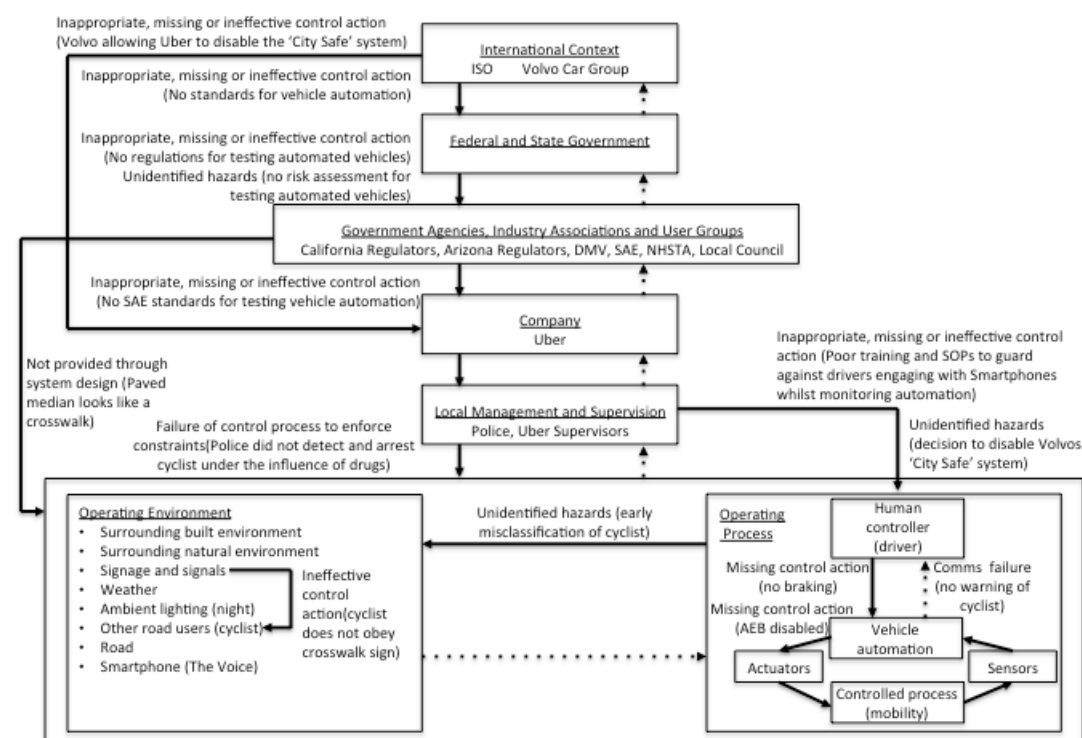 Inappropriate, missing or ineffective control action
(Volvo allowing Uber to disable the 'City Safe' system)
International Context
ISO Volvo Car Group
Inappropriate, missing or ineffective control action
(No standards for vehicle automation)
Federal and State Government
Inappropriate, missing or ineffective control action
(No regulations for testing automated vehicles)
Unidentified hazards (no risk assessment for
testing automated vehicles)
Government Agencies, Industry Associations and User Groups
California Regulators, Arizona Regulators, DMV, SAE, NHSTA, Local Council
Inappropriate, missing or ineffective control action
(No SAE standards for testing vehicle automation)
Company
Uber
Not provided through
system design (Paved
median looks like a
crosswalk)
Inappropriate, missing or ineffective control
action (Poor training and SOPs to guard
against drivers engaging with Smartphones
whilst monitoring automation)
Local Management and Supervision
Police, Uber Supervisors
Failure of control process to enforce
constraints(Police did not detect and arrest
cyclist under the influence of drugs)
Unidentified hazards
(decision to disable Volvos
'City Safe' system)
Operating Environment
• Surrounding built environment
• Surrounding natural environment
• Signage and signals
• Weather
• Ambient lighting (night)
• Other road users (cyclist)
• Road
• Smartphone (The Voice)
Ineffective
control
action(cyclist
does not obey
crosswalk sign)
Unidentified hazards (early
misclassification of cyclist)
Operating
Process
Human
controller
(driver)
Missing control action
(no braking)
Comms failure
(no warning of
cyclist)
Missing control action
(AEB disabled)
Vehicle
automation
Actuators
Sensors
Controlled process
(mobility)